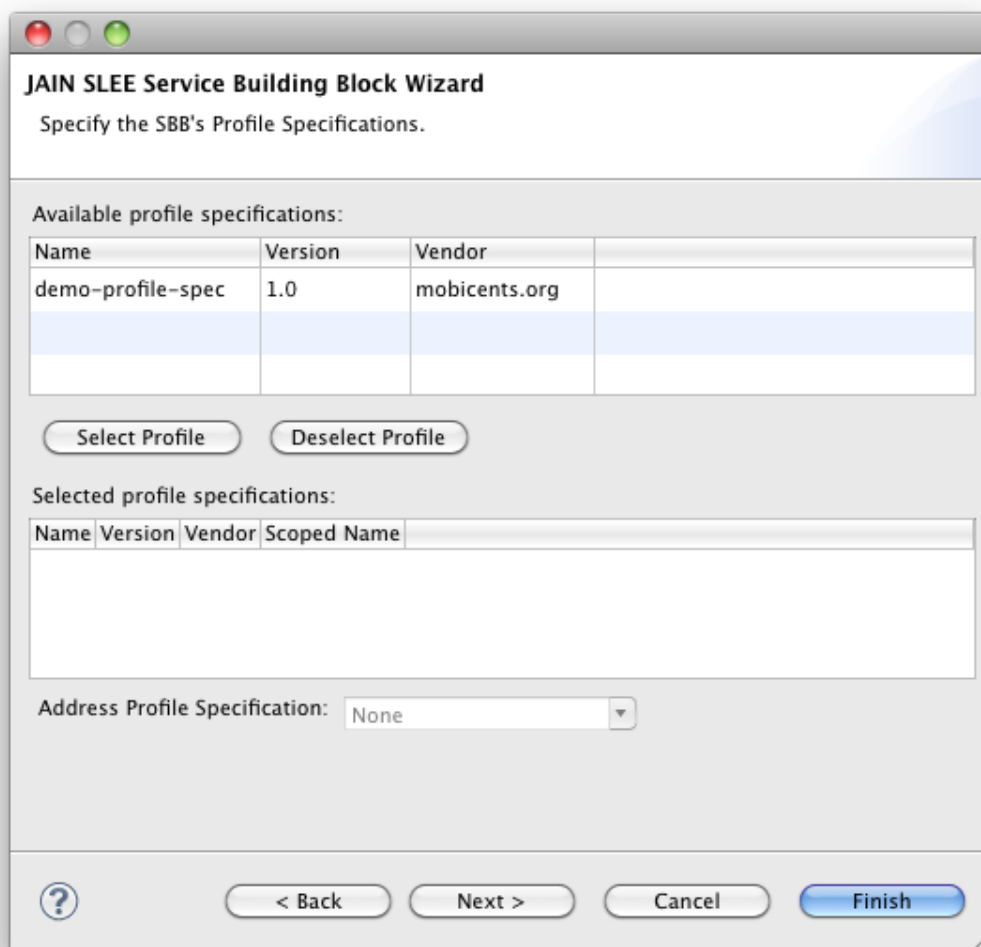 JAIN SLEE Service Building Block Wizard
Specify the SBB's Profile Specifications.
Available profile specifications:
Name Version Vendor
demo-profile-spec 1.0 mobicents.org
Select Profile Deselect Profile
Selected profile specifications:
Name Version Vendor Scoped Name
Address Profile Specification: None
? < Back Next > Cancel Finish